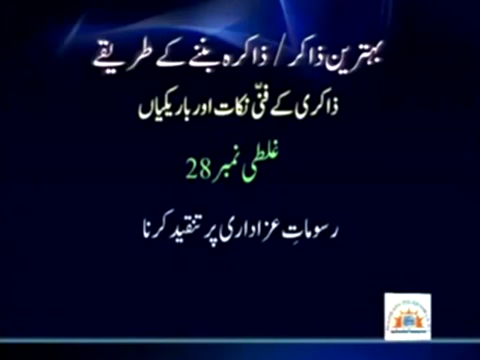 بہترین ذاکر / ذاکرہ بننے کے طریقے
ذاکری کے فنّی نکات اور باریکیاں
غلطی نمبر 28
رسوماتِ عزاداری پر تنقید کرنا